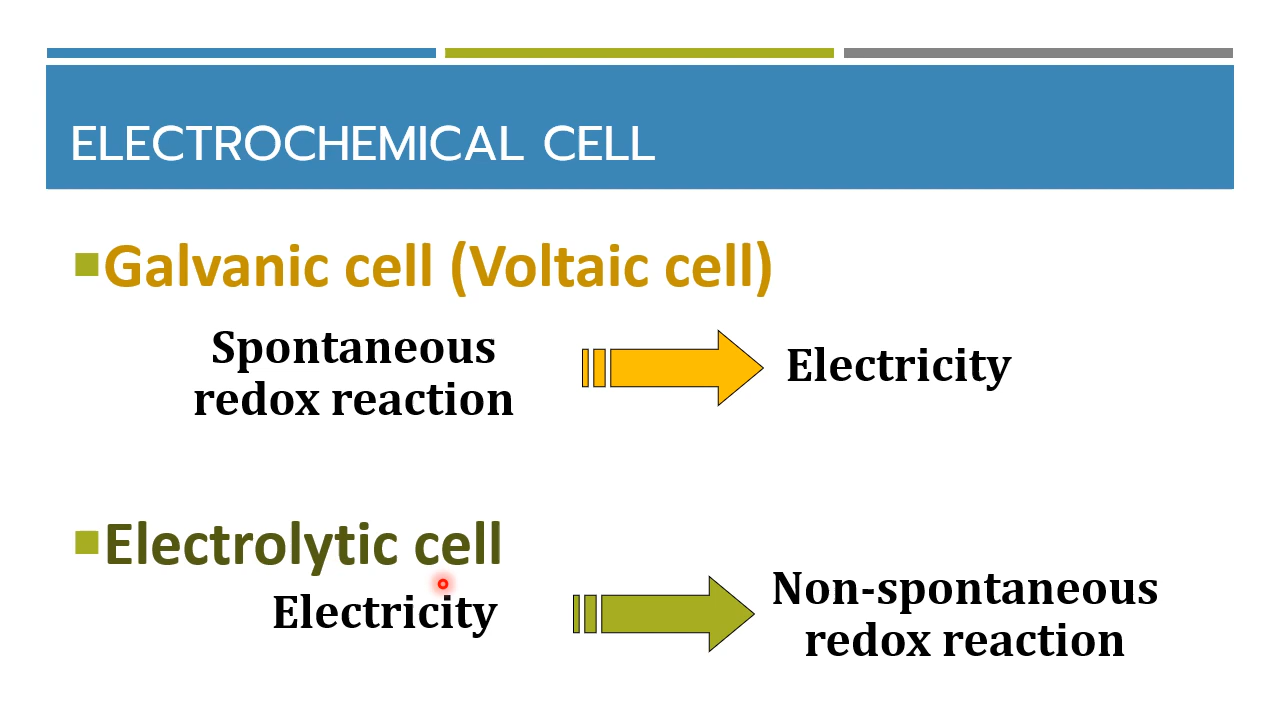 ELECTROCHEMICAL CELL
Galvanic cell (Voltaic cell)
Spontaneous
redox reaction
Electricity
Electrolytic cell
Electricity
Non-spontaneous
redox reaction